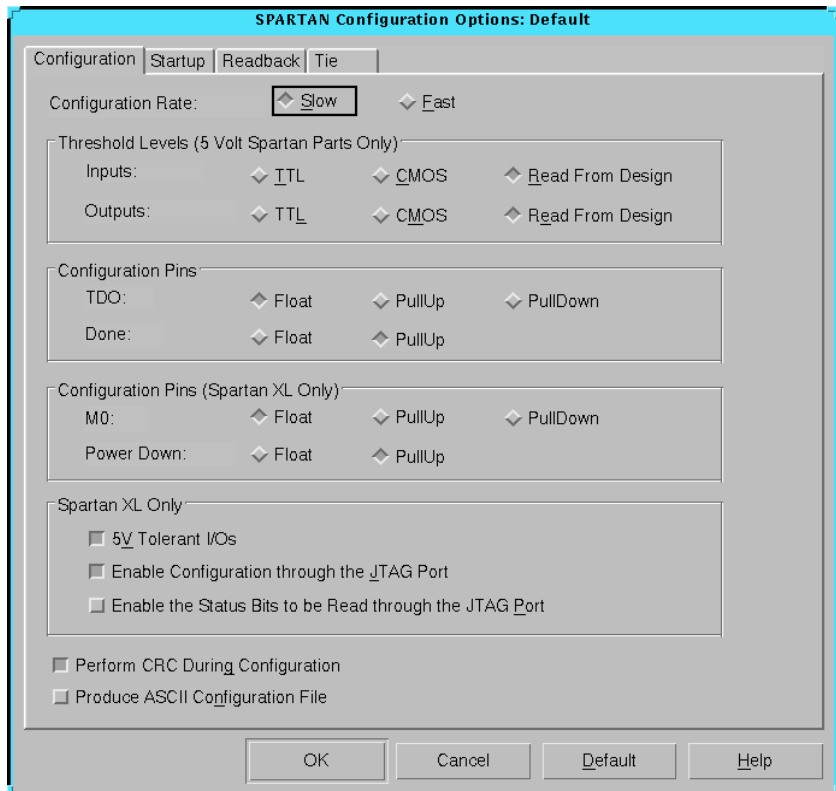 SPARTAN Configuration Options: Default
Configuration Startup Readback Tie
Configuration Rate: Slow Fast
Threshold Levels (5 Volt Spartan Parts Only)
Inputs: TTL CMOS Read From Design
Outputs: TTL CMOS Read From Design
Configuration Pins
TDO: Float PullUp PullDown
Done: Float PullUp
Configuration Pins (Spartan XL Only)
M0: Float PullUp PullDown
Power Down: Float PullUp
Spartan XL Only
5V Tolerant I/Os
Enable Configuration through the JTAG Port
Enable the Status Bits to be Read through the JTAG Port
Perform CRC During Configuration
Produce ASCII Configuration File
OK Cancel Default Help